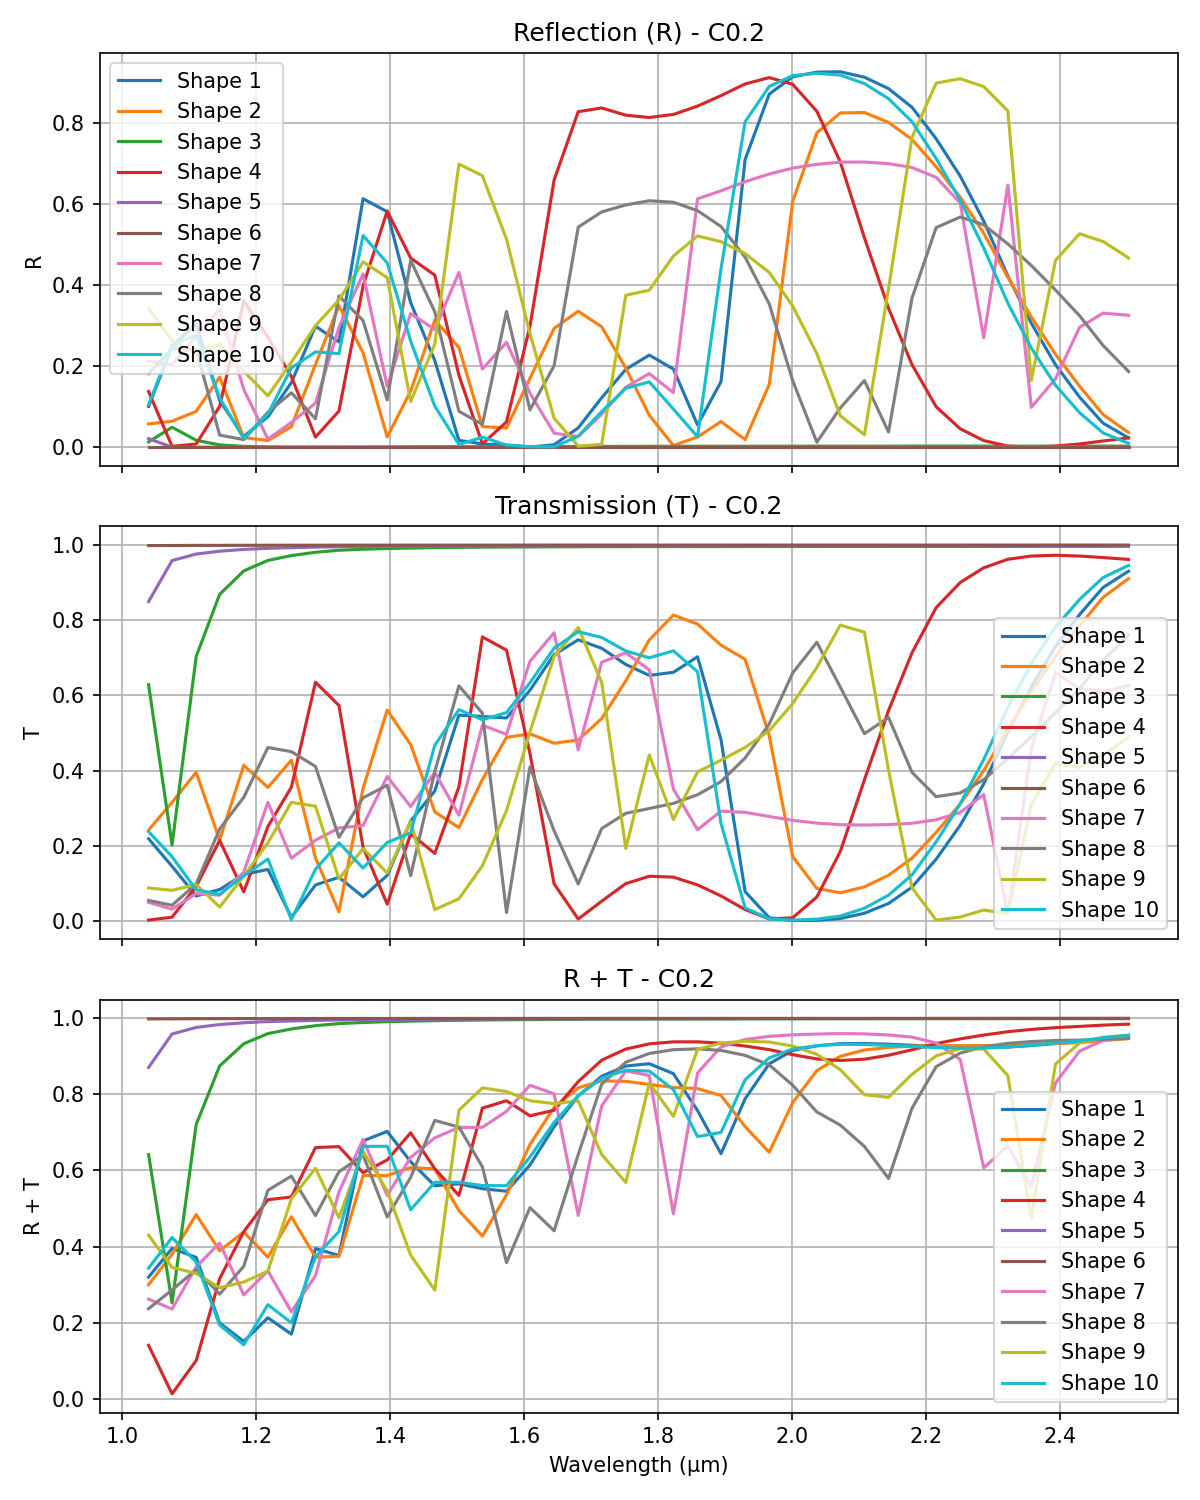 Reflection (R) - C0.2
R
0.8
0.6
0.4
0.2
0.0
Shape 1
Shape 2
Shape 3
Shape 4
Shape 5
Shape 6
Shape 7
Shape 8
Shape 9
Shape 10
Transmission (T) - C0.2
T
1.0
0.8
0.6
0.4
0.2
0.0
Shape 1
Shape 2
Shape 3
Shape 4
Shape 5
Shape 6
Shape 7
Shape 8
Shape 9
Shape 10
R + T - C0.2
R + T
1.0
0.8
0.6
0.4
0.2
0.0
Shape 1
Shape 2
Shape 3
Shape 4
Shape 5
Shape 6
Shape 7
Shape 8
Shape 9
Shape 10
1.0 1.2 1.4 1.6 1.8 2.0 2.2 2.4
Wavelength (μm)